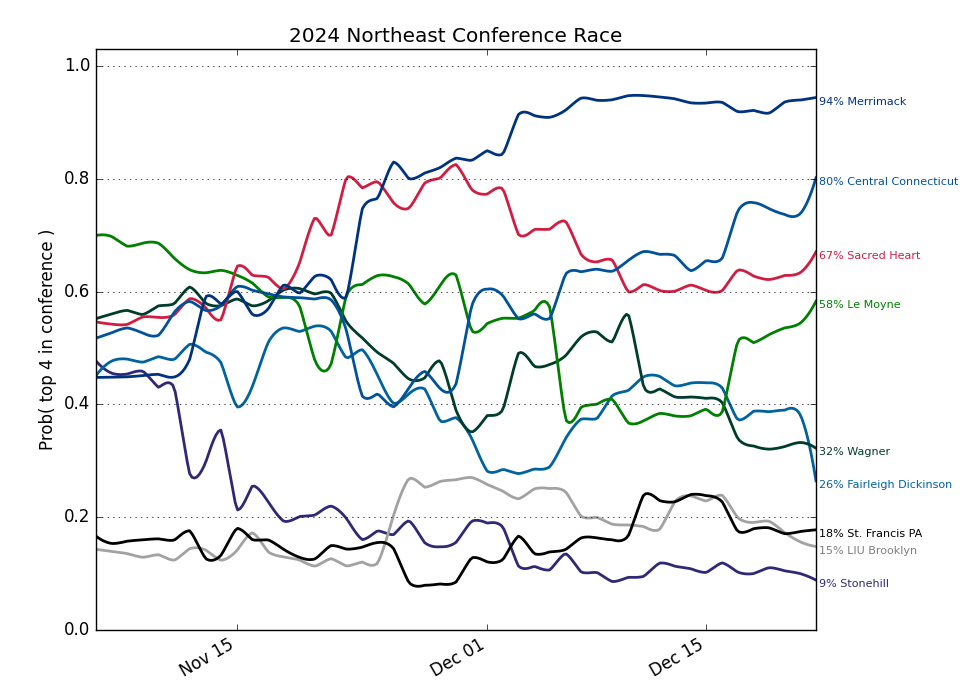 2024 Northeast Conference Race
Prob( top 4 in conference )
1.0
0.8
0.6
0.4
0.2
0.0
Nov 15
Dec 01
Dec 15
94% Merrimack
80% Central Connecticut
67% Sacred Heart
58% Le Moyne
32% Wagner
26% Fairleigh Dickinson
18% St. Francis PA
15% LIU Brooklyn
9% Stonehill